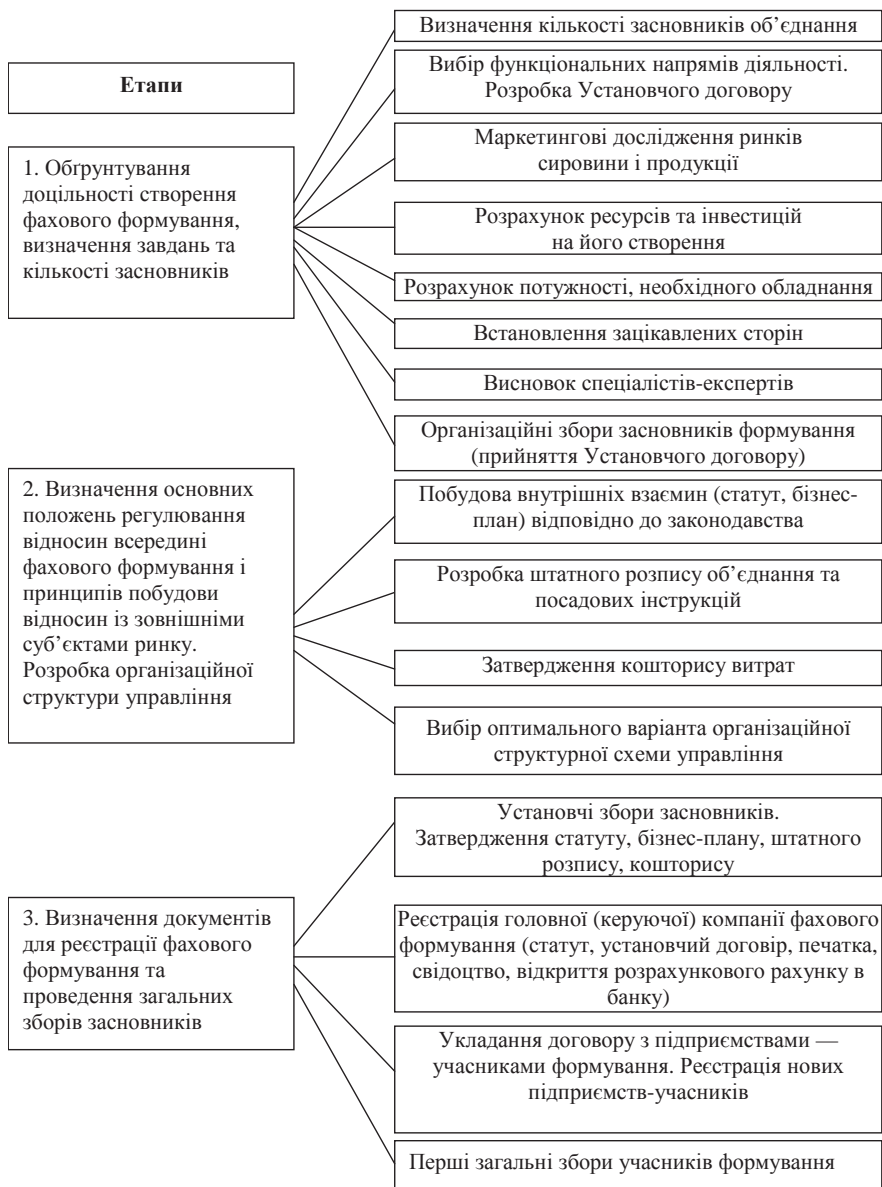 Етапи
1. Обґрунтування
доцільності створення
фахового формування,
визначення завдань та
кількості засновників
Визначення кількості засновників об’єднання
Вибір функціональних напрямів діяльності.
Розробка Установчого договору
Маркетингові дослідження ринків
сировини і продукції
Розрахунок ресурсів та інвестицій
на його створення
Розрахунок потужності, необхідного обладнання
Встановлення зацікавлених сторін
Висновок спеціалістів-експертів
Організаційні збори засновників формування
(прийняття Установчого договору)
2. Визначення основних
положень регулювання
відносин всередині
фахового формування і
принципів побудови
відносин із зовнішніми
суб’єктами ринку.
Розробка організаційної
структури управління
Побудова внутрішніх взаємин (статут, бізнес-
план) відповідно до законодавства
Розробка штатного розпису об’єднання та
посадових інструкцій
Затвердження кошторису витрат
Вибір оптимального варіанта організаційної
структурної схеми управління
3. Визначення документів
для реєстрації фахового
формування та
проведення загальних
зборів засновників
Установчі збори засновників.
Затвердження статуту, бізнес-плану, штатного
розпису, кошторису
Реєстрація головної (керуючої) компанії фахового
формування (статут, установчий договір, печатка,
свідоцтво, відкриття розрахункового рахунку в
банку)
Укладання договору з підприємствами —
учасниками формування. Реєстрація нових
підприємств-учасників
Перші загальні збори учасників формування